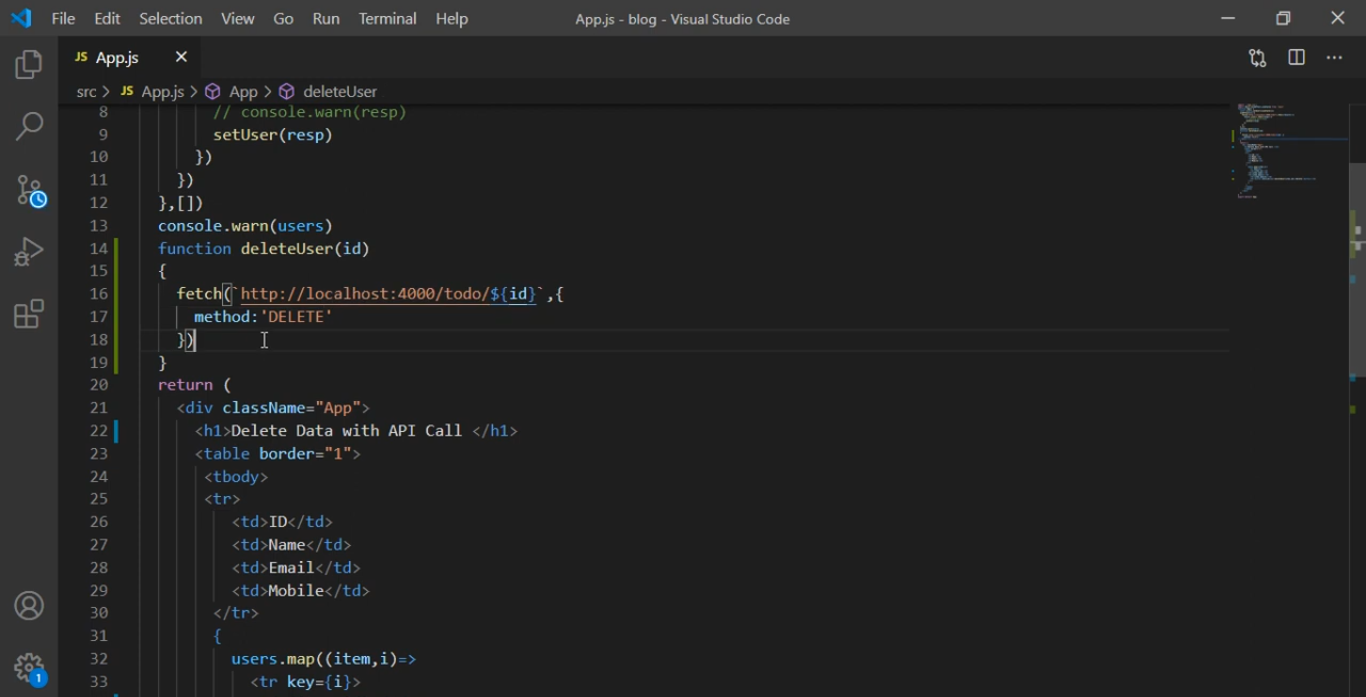 File Edit Selection View Go Run Terminal Help App.js - blog - Visual Studio Code
JS App.js
src > JS App.js > App > deleteUser
8 // console.warn(resp)
9 setUser(resp)
10 })
11 })
12 },[])
13 console.warn(users)
14 function deleteUser(id)
15 {
16 fetch(`http://localhost:4000/todo/${id}`,{
17 method:'DELETE'
18 })
19 }
20 return (
21 <div className="App">
22 <h1>Delete Data with API Call </h1>
23 <table border="1">
24 <tbody>
25 <tr>
26 <td>ID</td>
27 <td>Name</td>
28 <td>Email</td>
29 <td>Mobile</td>
30 </tr>
31 {
32 users.map((item,i)=>
33 <tr key={i}>
1